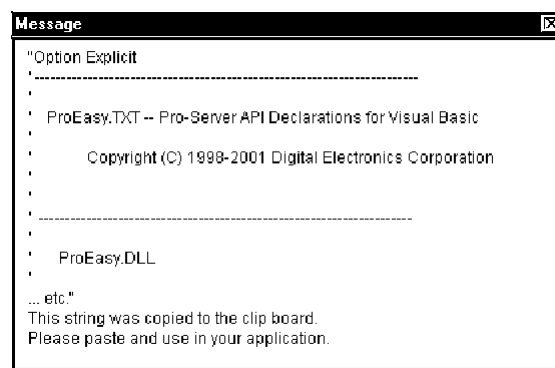 Message
"Option Explicit
'--------------------------------------------------------------------------
'
' ProEasy.TXT -- Pro-Server API Declarations for Visual Basic
'
' Copyright (C) 1998-2001 Digital Electronics Corporation
'
'
' ------------------------------------------------------------------------
'
' ProEasy.DLL
'
... etc."
This string was copied to the clip board.
Please paste and use in your application.